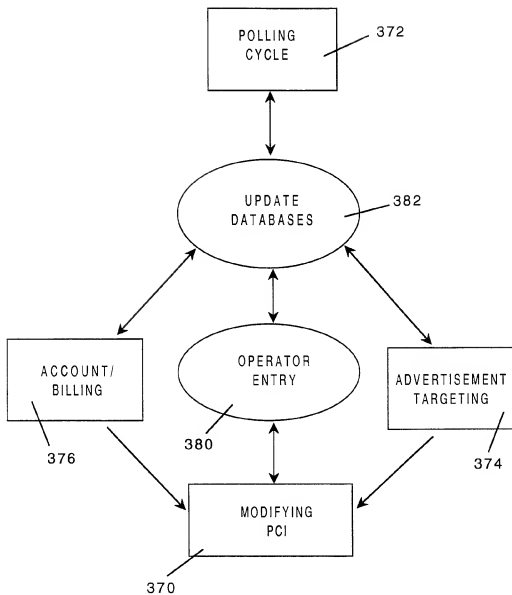 POLLING
CYCLE
372
UPDATE
DATABASES
382
ACCOUNT/
BILLING
376
OPERATOR
ENTRY
380
ADVERTISEMENT
TARGETING
374
MODIFYING
PCI
370